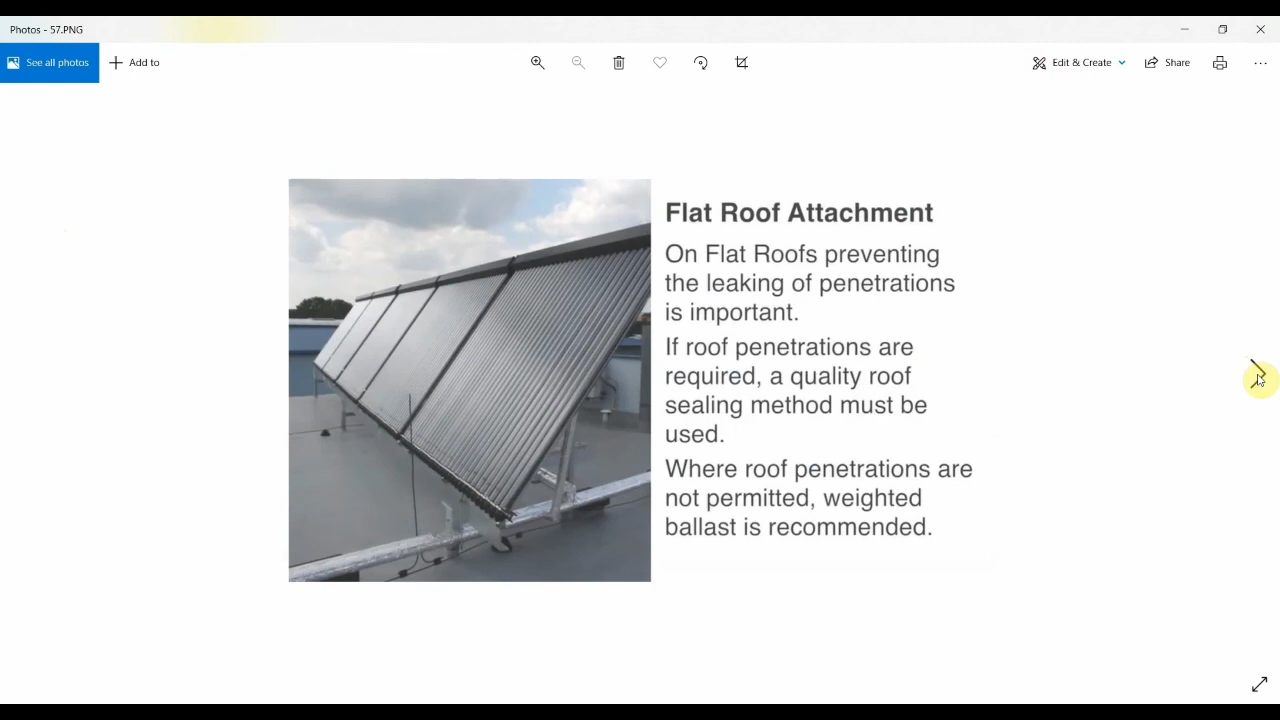 Photos - 57.PNG
See all photos
Add to
Edit & Create
Share
Flat Roof Attachment
On Flat Roofs preventing
the leaking of penetrations
is important.
If roof penetrations are
required, a quality roof
sealing method must be
used.
Where roof penetrations are
not permitted, weighted
ballast is recommended.